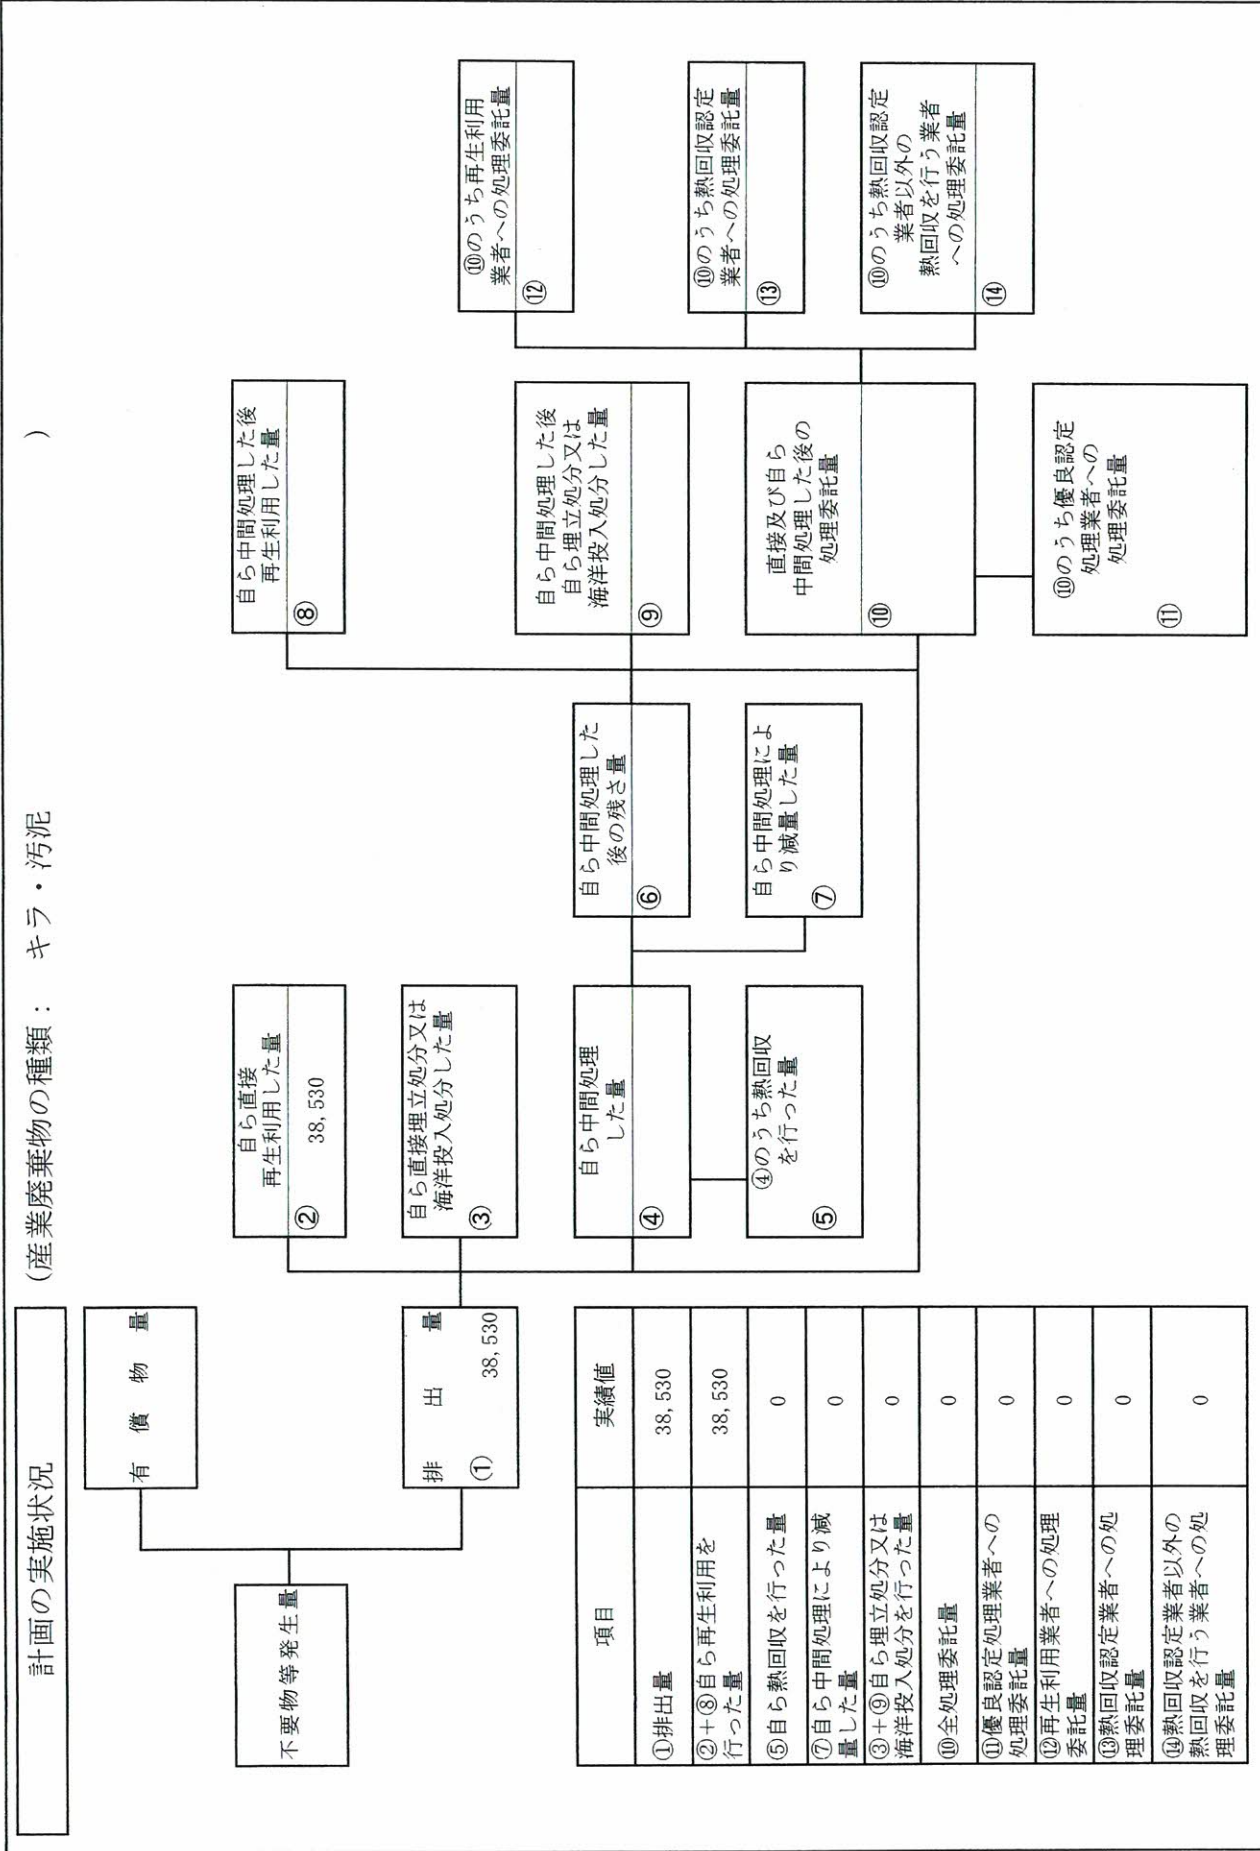 計画の実施状況
(産業廃棄物の種類： キラ・汚泥 )
不要物等発生量
有償物量
排出量
①
38,530
自ら直接
再生利用した量
②
38,530
自ら直接埋立処分又は
海洋投入処分した量
③
自ら中間処理
した量
④
④のうち熱回収
を行った量
⑤
自ら中間処理した
後の残さ量
⑥
自ら中間処理によ
り減量した量
⑦
自ら中間処理した後
再生利用した量
⑧
自ら中間処理した後
自ら埋立処分又は
海洋投入処分した量
⑨
直接及び自ら
中間処理した後の
処理委託量
⑩
⑩のうち優良認定
処理業者への
処理委託量
⑪
⑩のうち再生利用
業者への処理委託量
⑫
⑩のうち熱回収認定
業者への処理委託量
⑬
⑩のうち熱回収認定
業者以外の
熱回収を行う業者
への処理委託量
⑭
項目 実績値
①排出量 38,530
②+⑧自ら再生利用を
行った量 38,530
⑤自ら熱回収を行った量 0
⑦自ら中間処理により減
量した量 0
③+⑨自ら埋立処分又は
海洋投入処分を行った量 0
⑩全処理委託量 0
⑪優良認定処理業者への
処理委託量 0
⑫再生利用業者への処理
委託量 0
⑬熱回収認定業者への処
理委託量 0
⑭熱回収認定業者以外の
熱回収を行う業者への処
理委託量 0